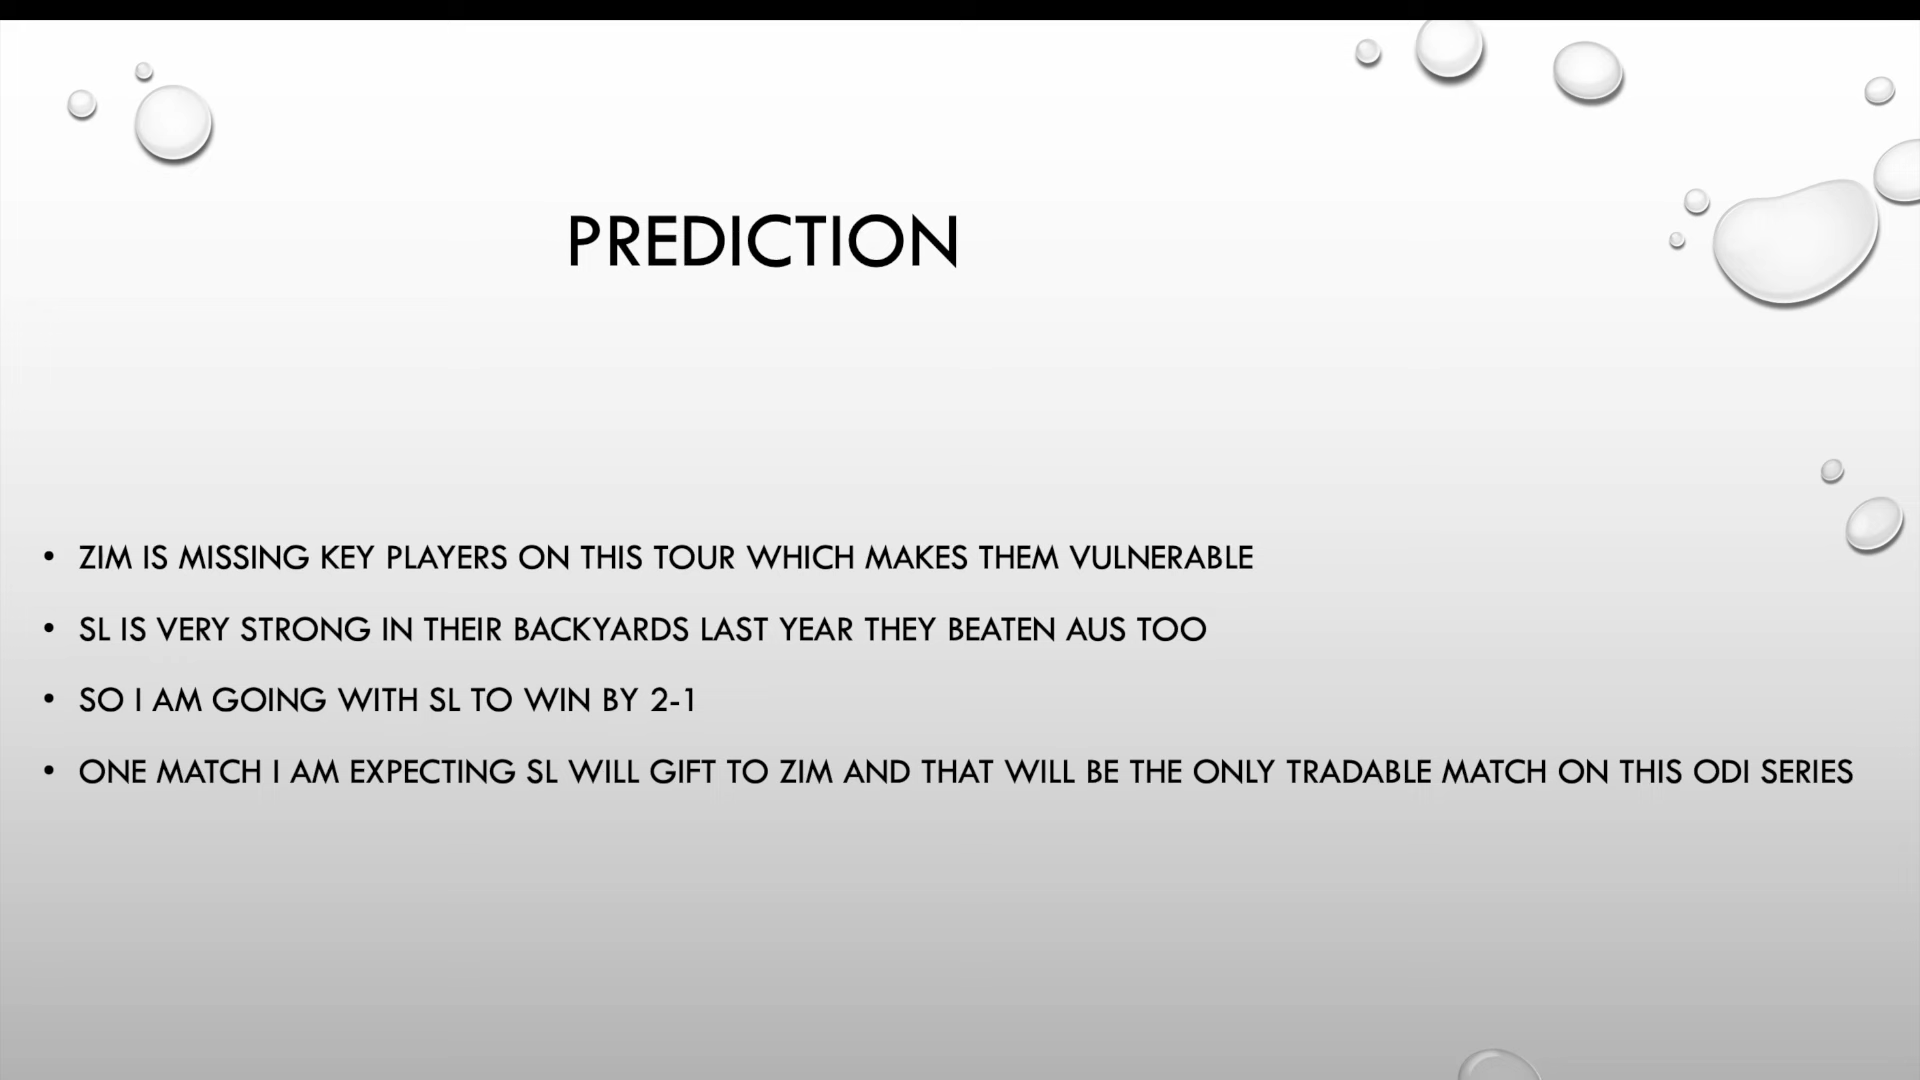 PREDICTION
• ZIM IS MISSING KEY PLAYERS ON THIS TOUR WHICH MAKES THEM VULNERABLE
• SL IS VERY STRONG IN THEIR BACKYARDS LAST YEAR THEY BEATEN AUS TOO
• SO I AM GOING WITH SL TO WIN BY 2-1
• ONE MATCH I AM EXPECTING SL WILL GIFT TO ZIM AND THAT WILL BE THE ONLY TRADABLE MATCH ON THIS ODI SERIES